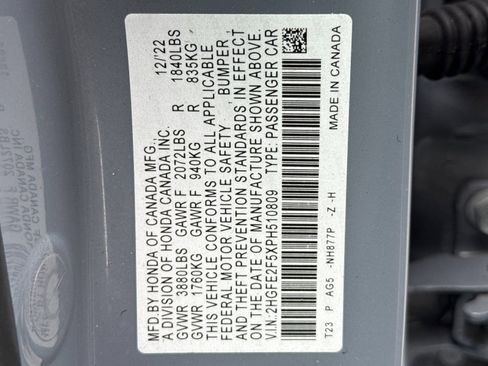 MFD.BY HONDA OF CANADA MFG., 12/'22
A DIVISION OF HONDA CANADA INC.
GVWR 3880LBS GAWR F 2072LBS R 1840LBS
GVWR 1760KG GAWR F 940KG R 835KG
THIS VEHICLE CONFORMS TO ALL APPLICABLE
FEDERAL MOTOR VEHICLE SAFETY, BUMPER,
AND THEFT PREVENTION STANDARDS IN EFFECT
ON THE DATE OF MANUFACTURE SHOWN ABOVE.
V.I.N:2HGFE2F5XPH510809 TYPE: PASSENGER CAR
T23 P AG5 -NH877P -Z -H MADE IN CANADA